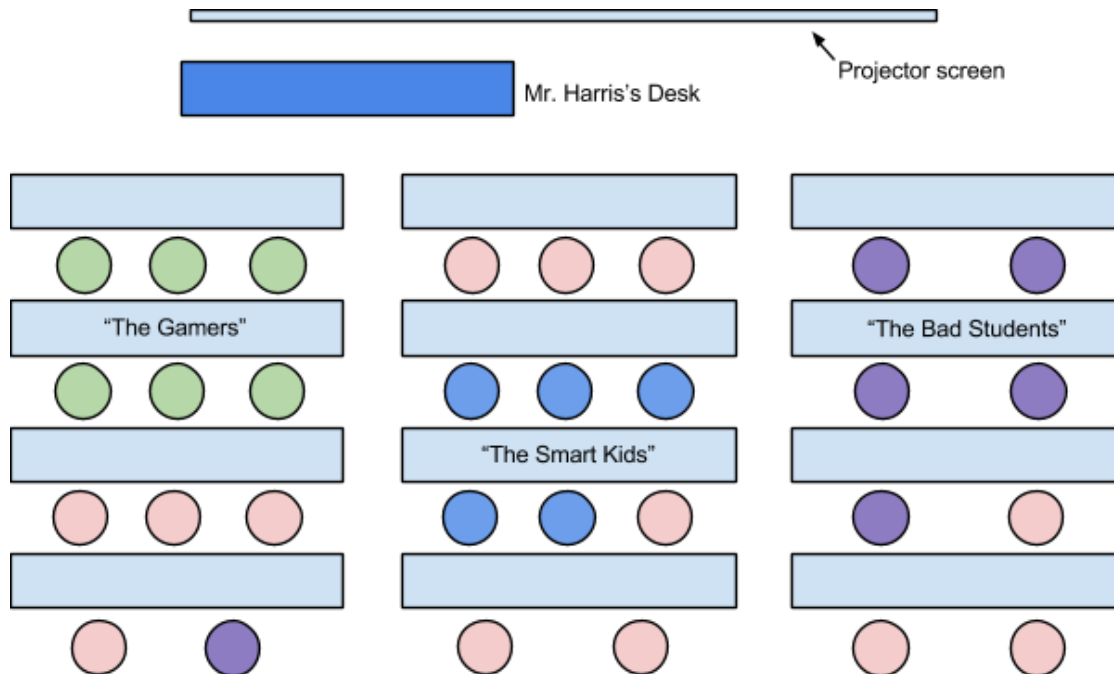 Projector screen
Mr. Harris's Desk
“The Gamers”
“The Bad Students”
“The Smart Kids”